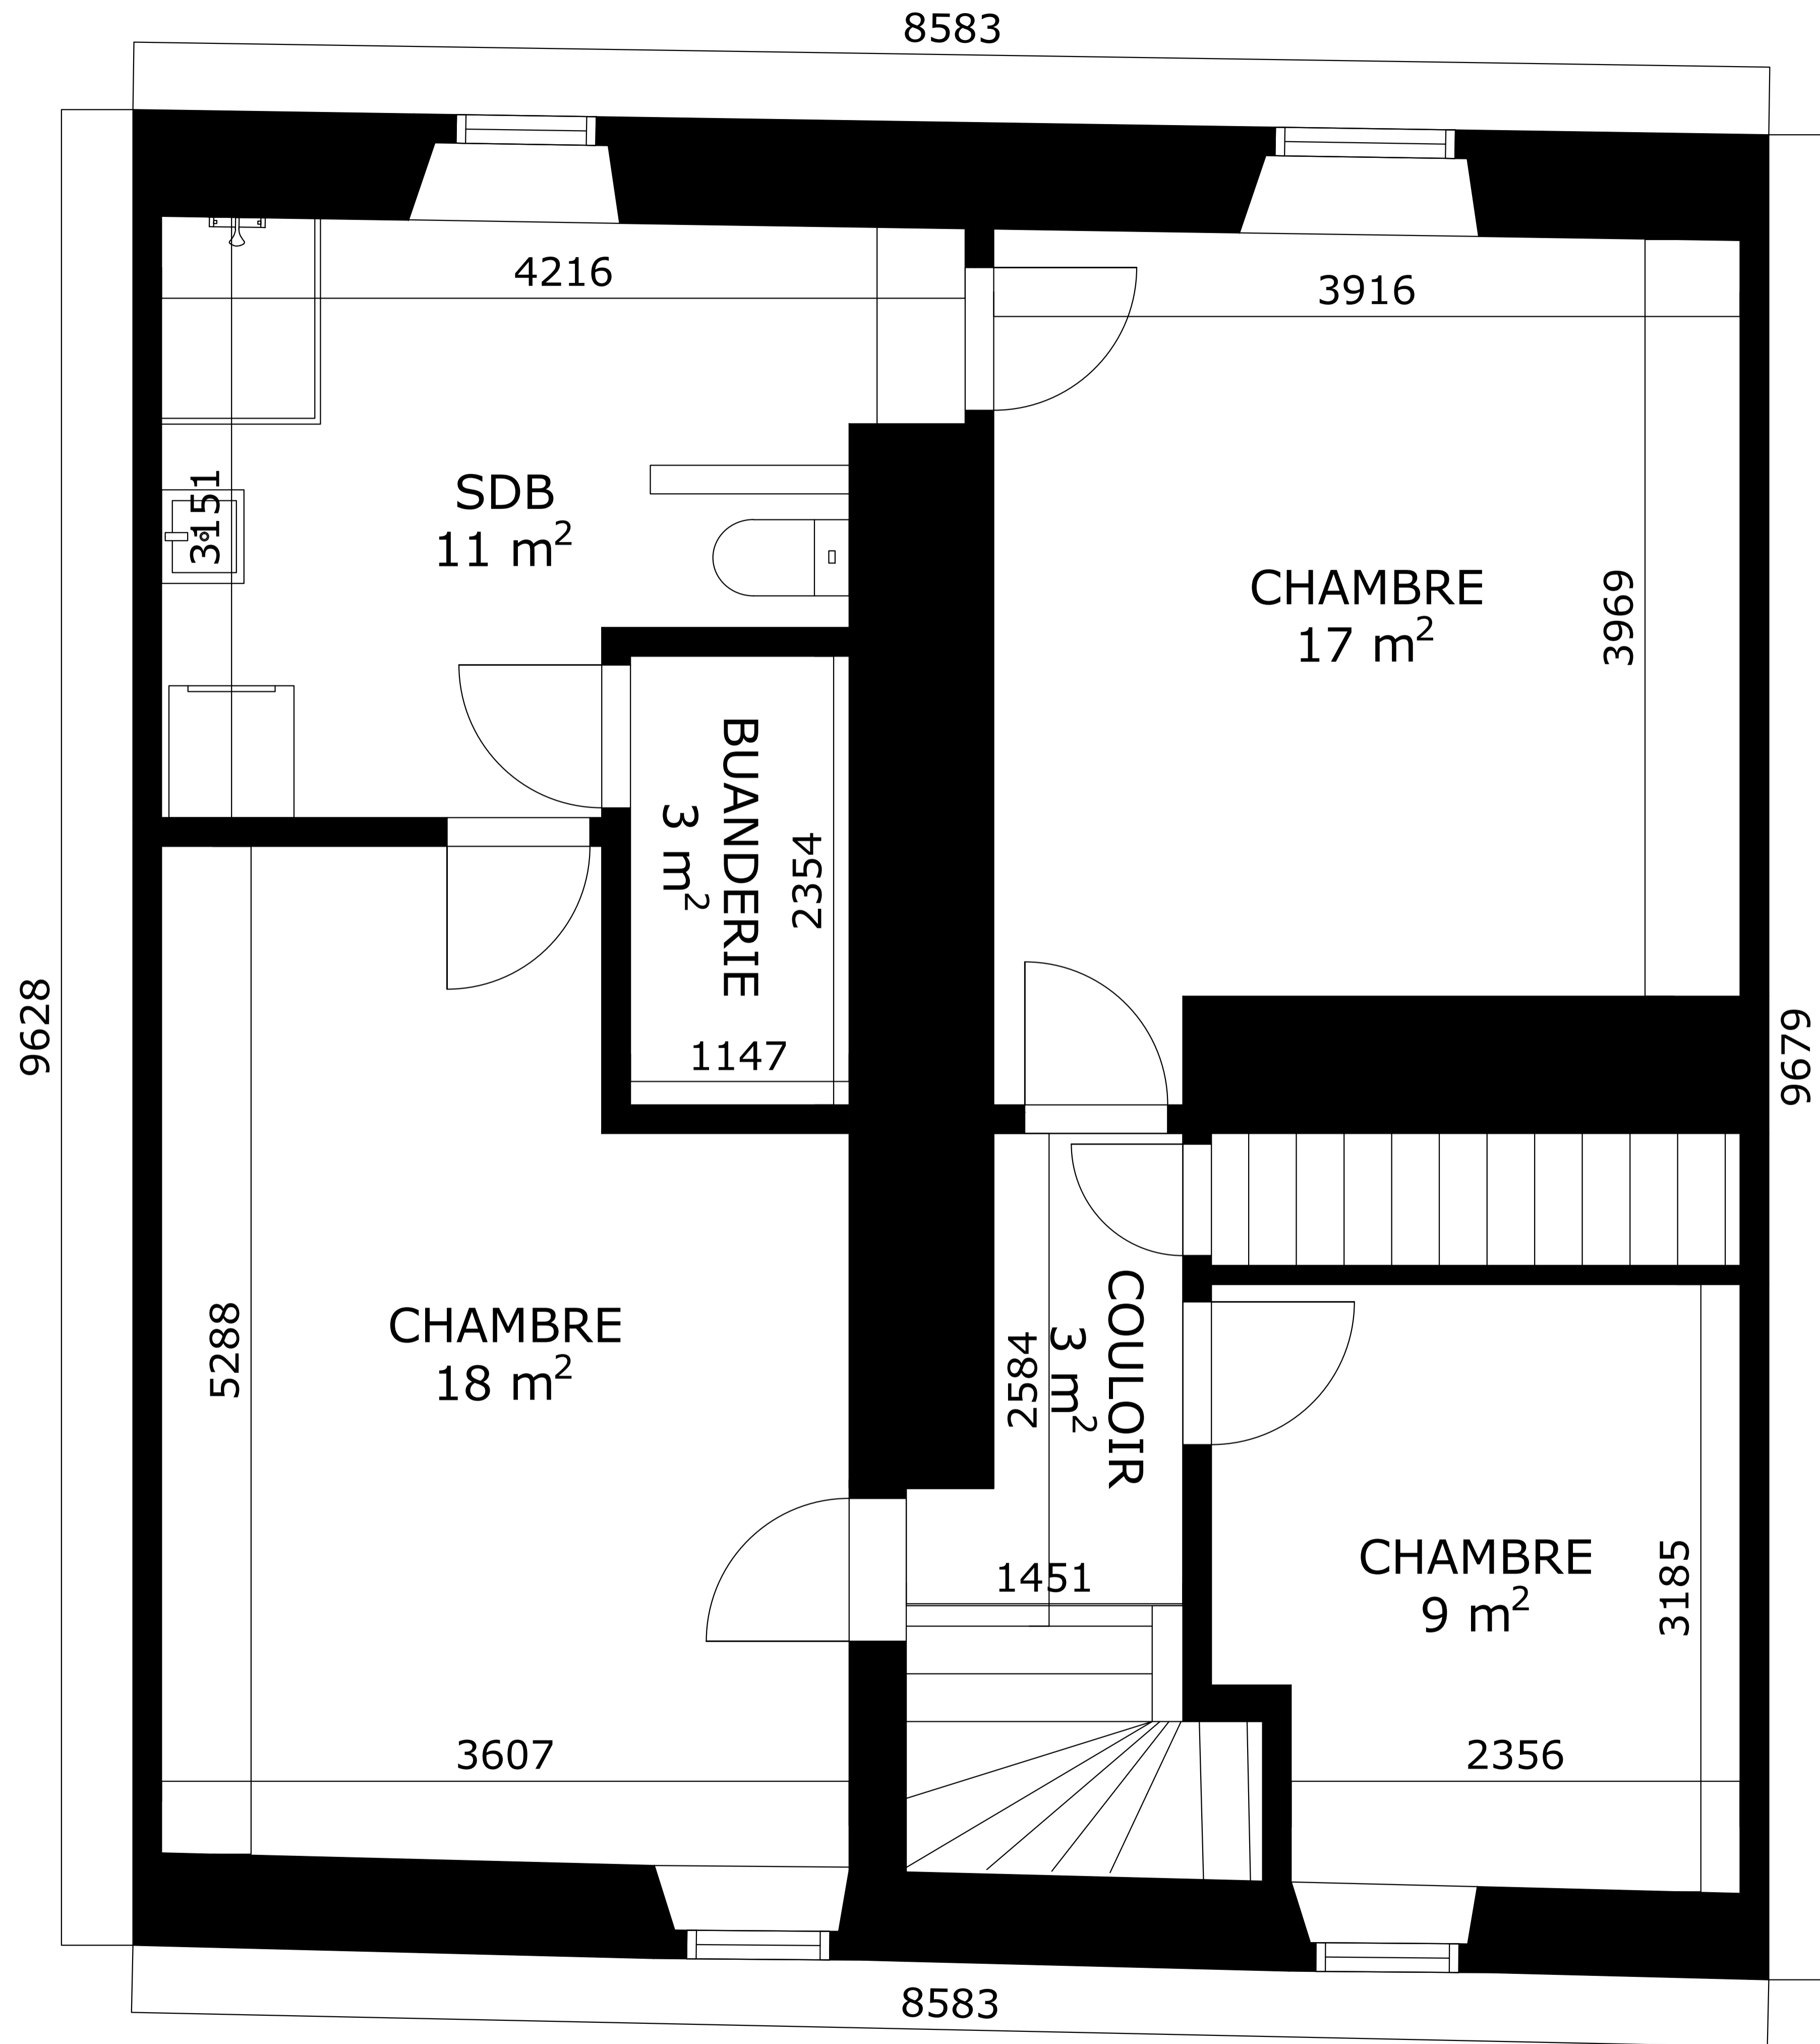 8583
4216
3916
3151
SDB
11 m²
CHAMBRE
17 m²
3969
BUANDERIE
3 m²
2354
1147
9628
9679
CHAMBRE
18 m²
5288
COULOIR
3 m²
2584
1451
CHAMBRE
9 m²
3185
3607
2356
8583